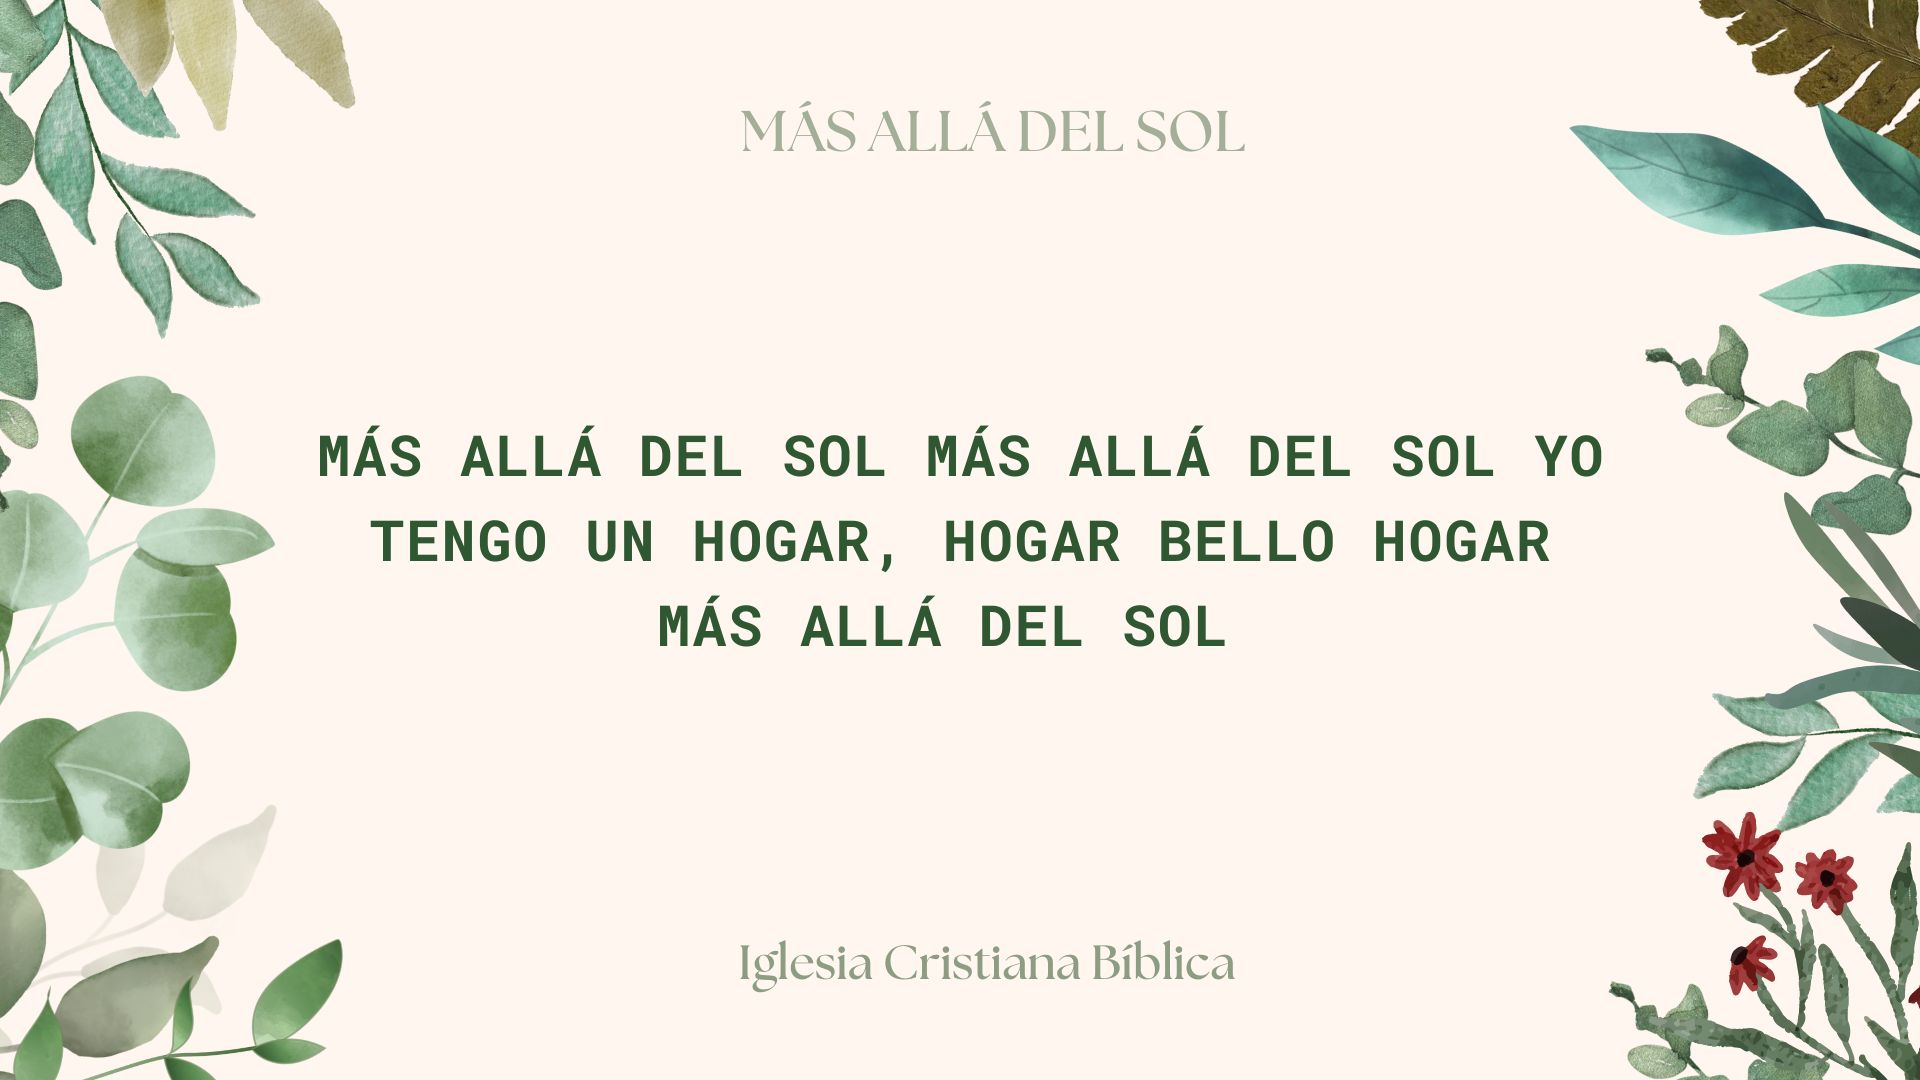 MÁS ALLÁ DEL SOL
MÁS ALLÁ DEL SOL MÁS ALLÁ DEL SOL YO
TENGO UN HOGAR, HOGAR BELLO HOGAR
MÁS ALLÁ DEL SOL
Iglesia Cristiana Bíblica